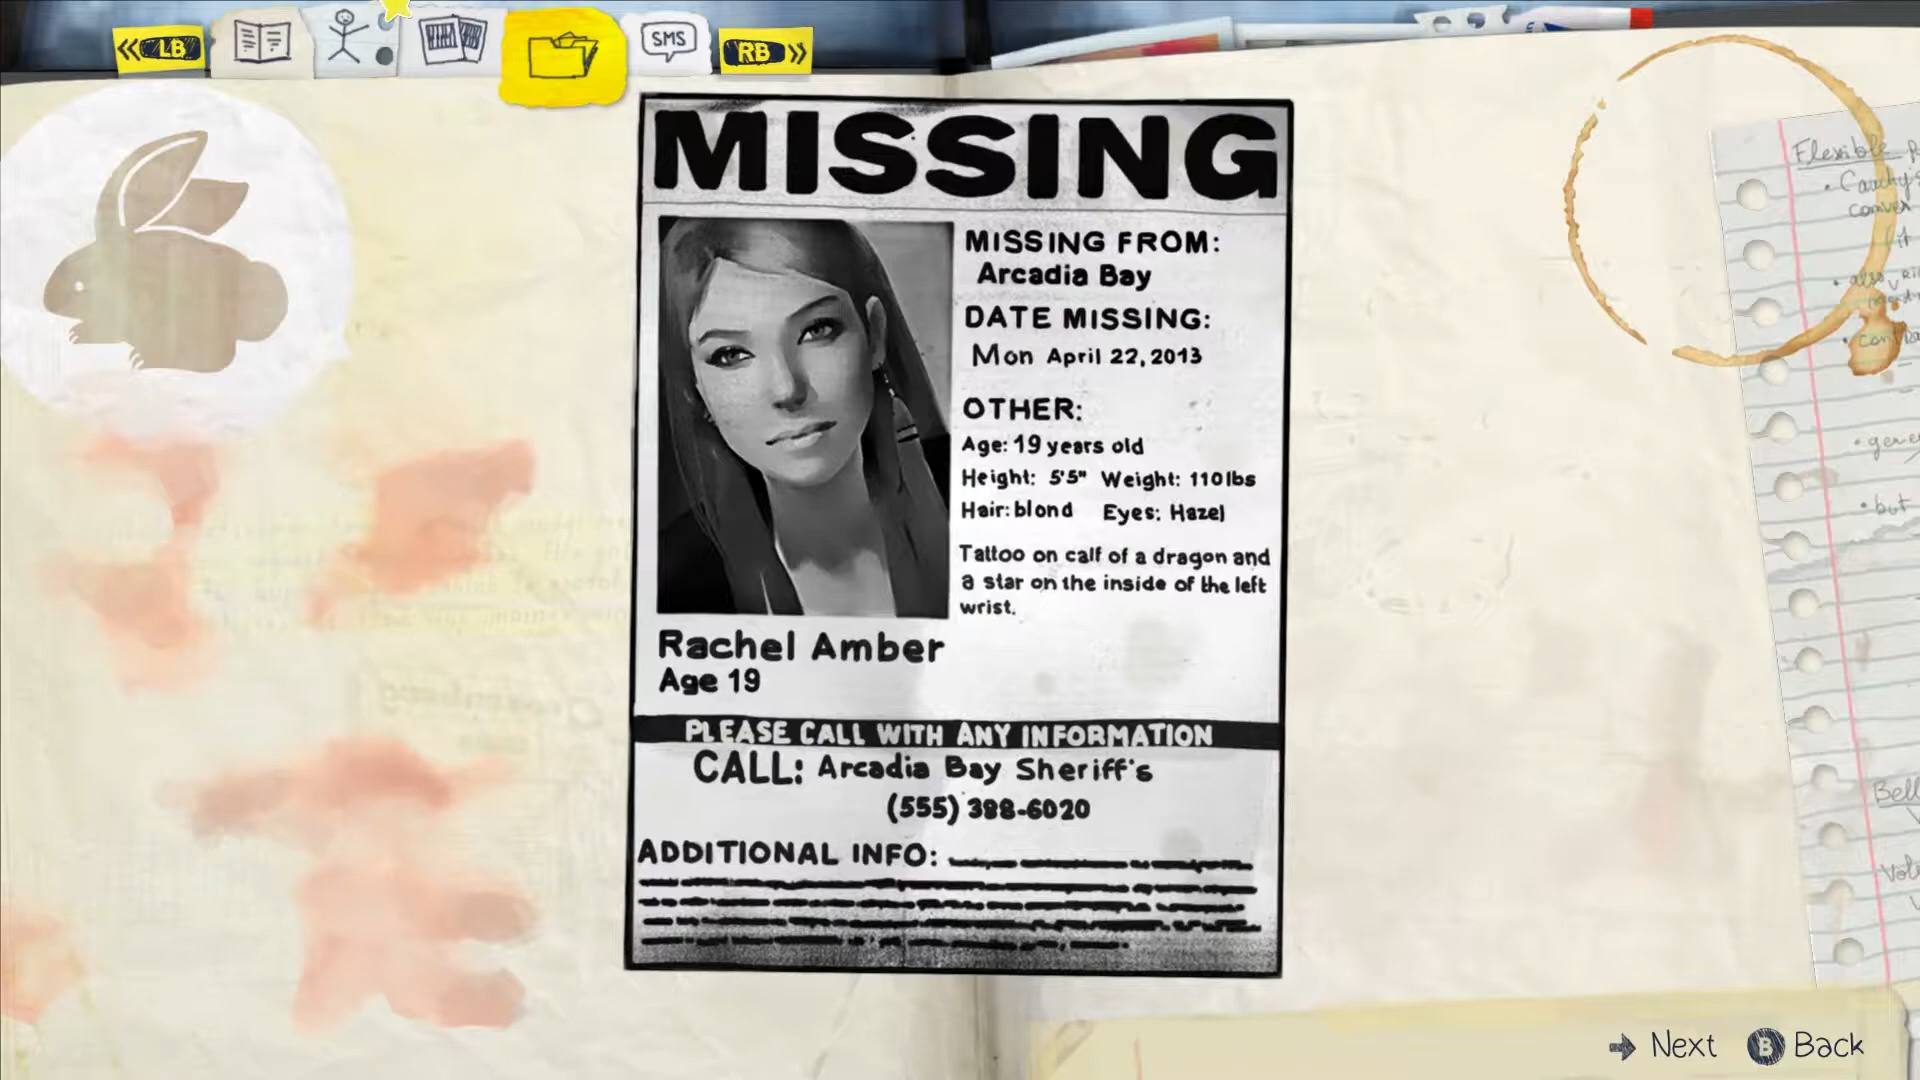 LB
SMS
RB
MISSING
MISSING FROM:
Arcadia Bay
DATE MISSING:
Mon April 22, 2013
OTHER:
Age: 19 years old
Height: 5'5" Weight: 110lbs
Hair: blond Eyes: Hazel
Tattoo on calf of a dragon and
a star on the inside of the left
wrist.
Rachel Amber
Age 19
PLEASE CALL WITH ANY INFORMATION
CALL: Arcadia Bay Sheriff's
(555) 388-6020
ADDITIONAL INFO:
Flexible
also
but
Next
B Back